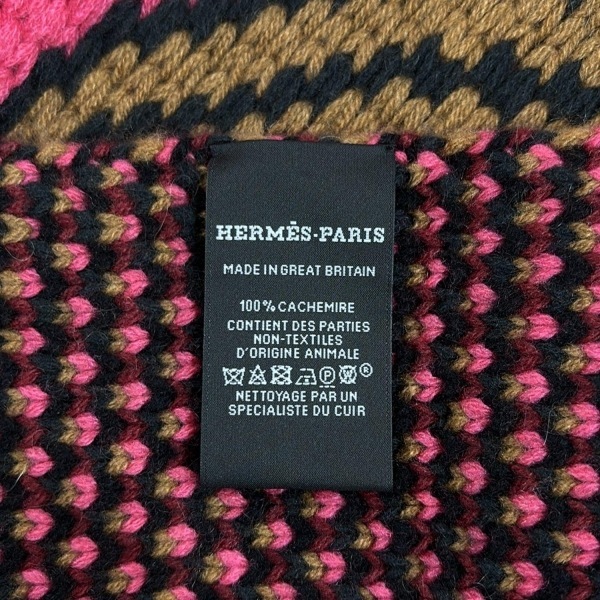 HERMÈS-PARIS
MADE IN GREAT BRITAIN
100% CACHEMIRE
CONTIENT DES PARTIES
NON-TEXTILES
D'ORIGINE ANIMALE
P W ®
NETTOYAGE PAR UN
SPECIALISTE DU CUIR